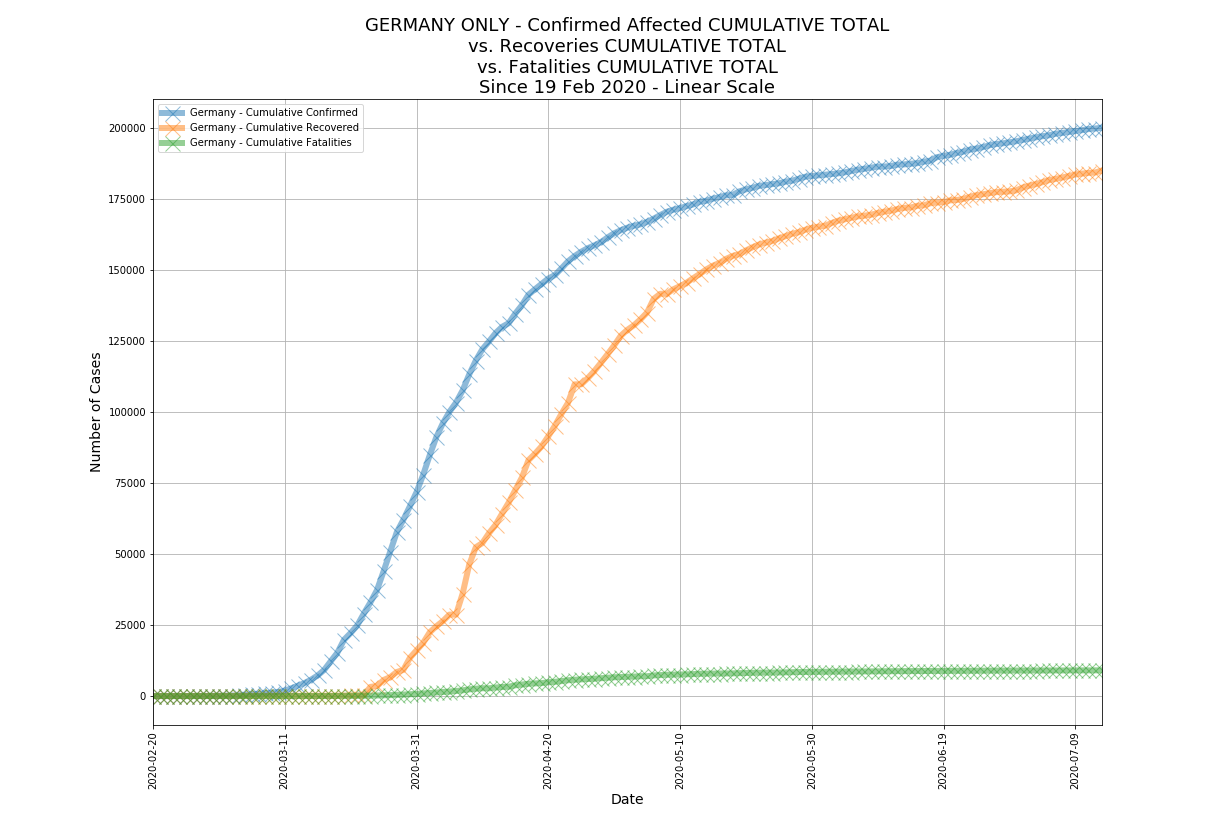 GERMANY ONLY - Confirmed Affected CUMULATIVE TOTAL
vs. Recoveries CUMULATIVE TOTAL
vs. Fatalities CUMULATIVE TOTAL
Since 19 Feb 2020 - Linear Scale
Germany - Cumulative Confirmed
Germany - Cumulative Recovered
Germany - Cumulative Fatalities
Number of Cases
200000
175000
150000
125000
100000
75000
50000
25000
0
2020-02-20
2020-03-11
2020-03-31
2020-04-20
2020-05-10
2020-05-30
2020-06-19
2020-07-09
Date